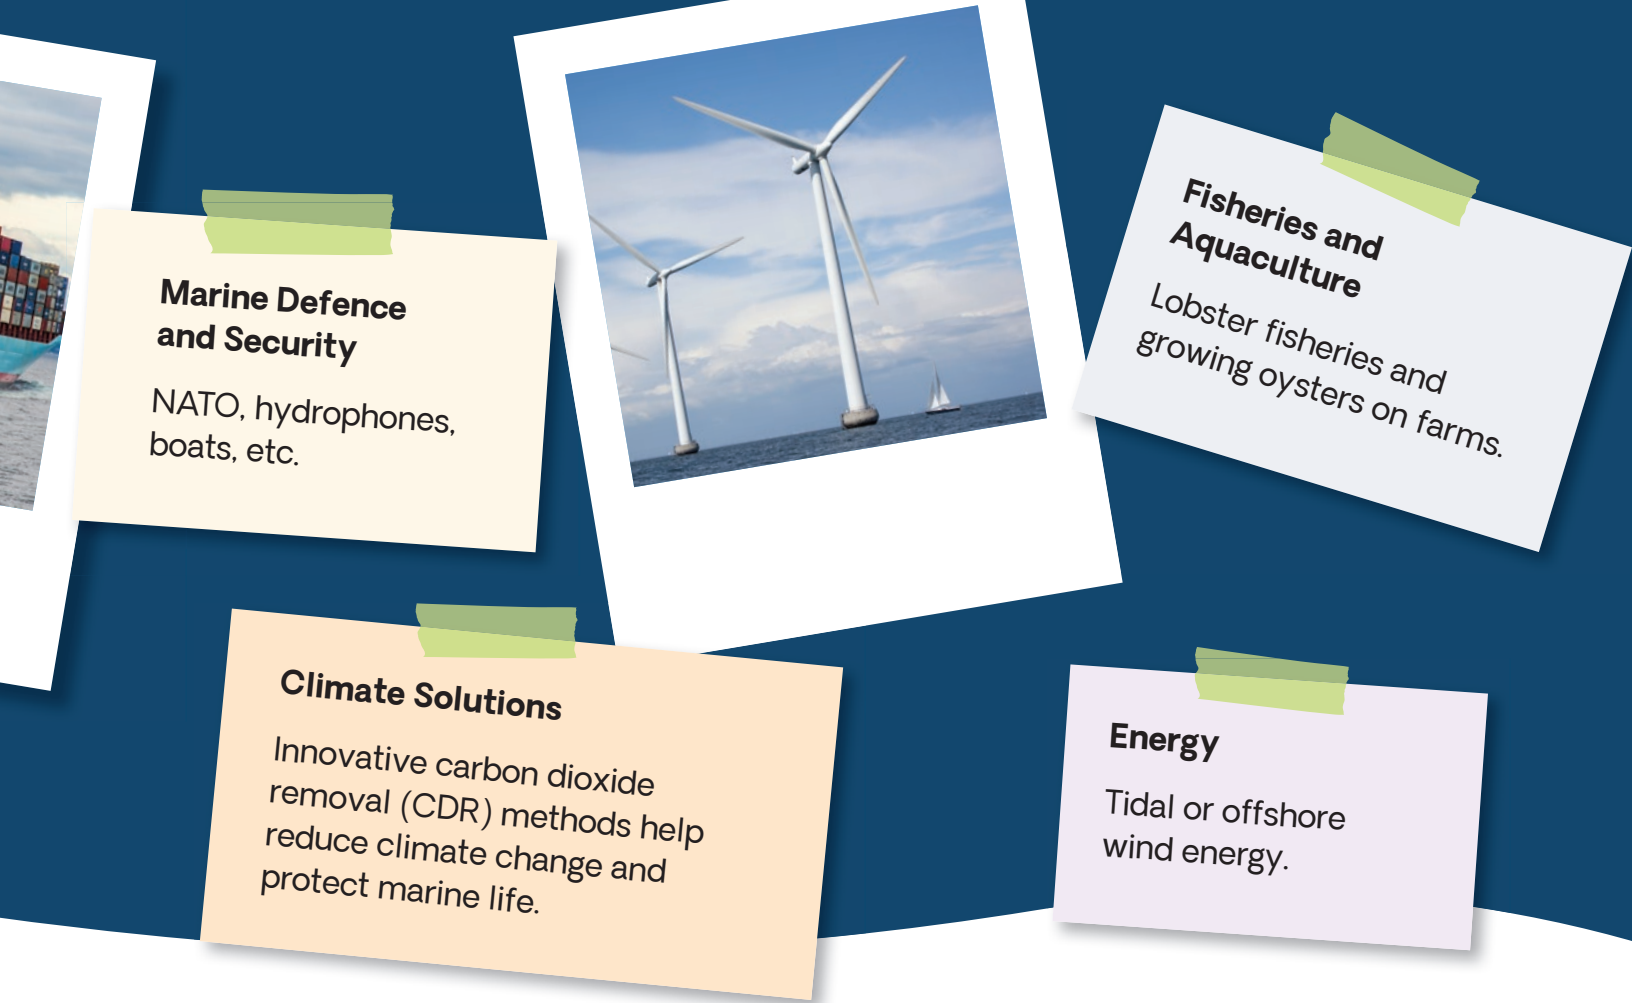 Marine Defence
and Security
NATO, hydrophones,
boats, etc.
Fisheries and
Aquaculture
Lobster fisheries and
growing oysters on farms.
Climate Solutions
Innovative carbon dioxide
removal (CDR) methods help
reduce climate change and
protect marine life.
Energy
Tidal or offshore
wind energy.